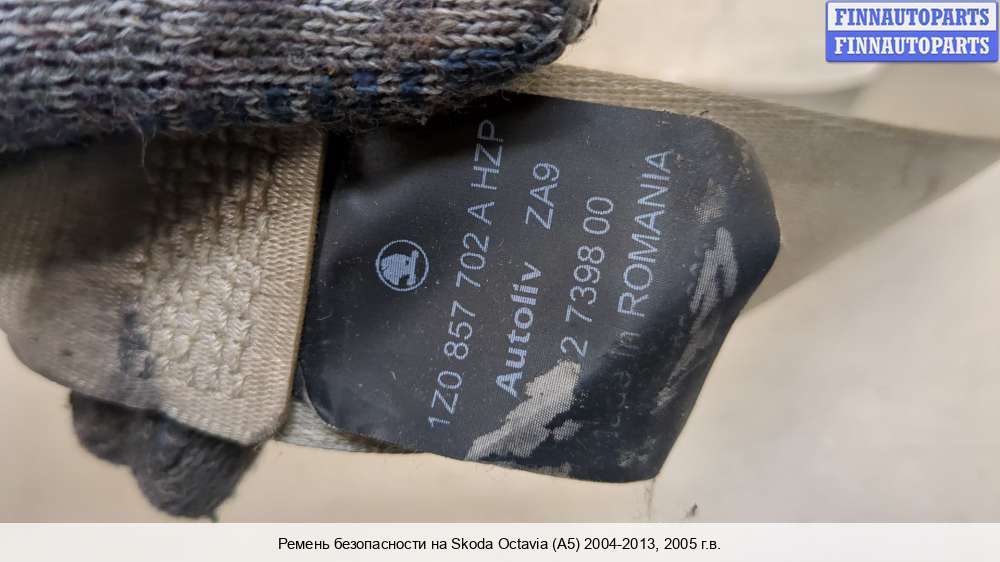 FINNAUTOPARTS
FINNAUTOPARTS
1Z0 857 702 A HZP
Autoliv ZA9
2 7398 00
in ROMANIA
Ремень безопасности на Skoda Octavia (A5) 2004-2013, 2005 г.в.